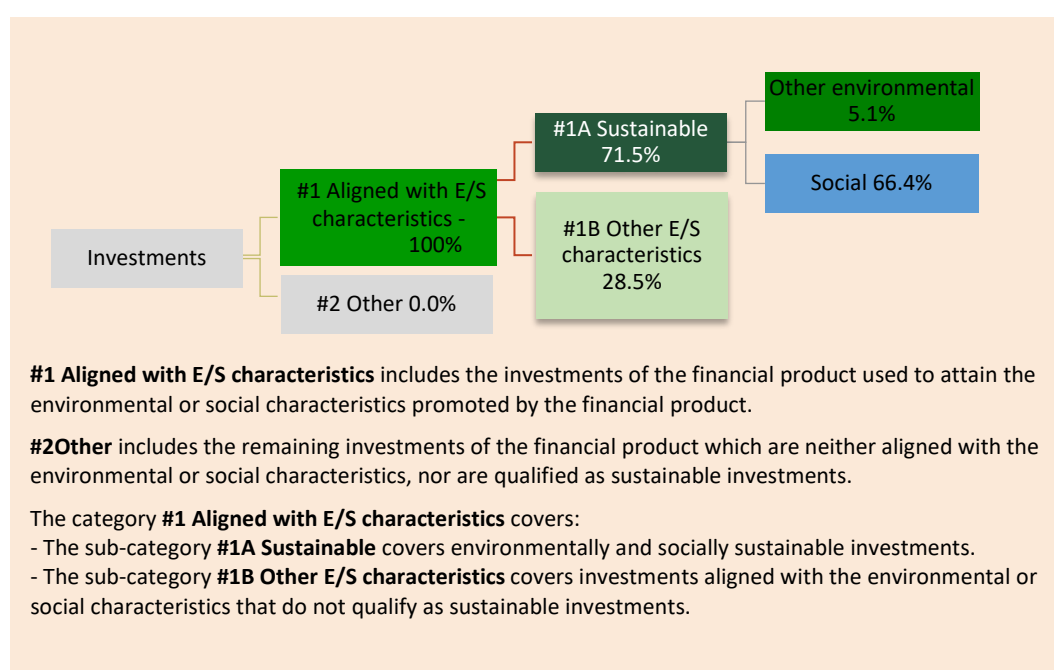 Other environmental
5.1%
#1A Sustainable
71.5%
Social 66.4%
#1 Aligned with E/S
characteristics -
100%
#1B Other E/S
characteristics
28.5%
Investments
#2 Other 0.0%
#1 Aligned with E/S characteristics includes the investments of the financial product used to attain the
environmental or social characteristics promoted by the financial product.
#2Other includes the remaining investments of the financial product which are neither aligned with the
environmental or social characteristics, nor are qualified as sustainable investments.
The category #1 Aligned with E/S characteristics covers:
- The sub-category #1A Sustainable covers environmentally and socially sustainable investments.
- The sub-category #1B Other E/S characteristics covers investments aligned with the environmental or
social characteristics that do not qualify as sustainable investments.